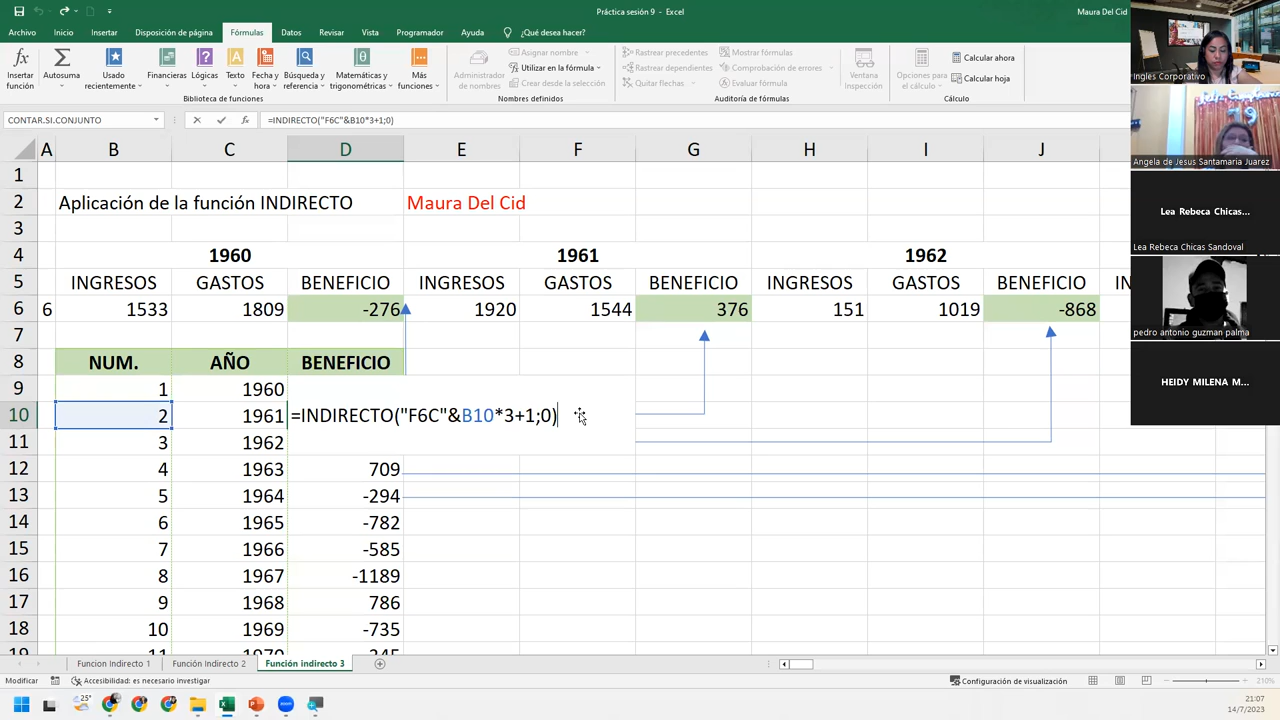 Práctica sesión 9 - Excel
Maura Del Cid
Archivo Inicio Insertar Fórmulas Disposición de página Datos Revisar Vista Programador Ayuda ¿Qué desea hacer?
Insertar función
Autosuma
Usado recientemente
Financieras
Lógicas
Texto
Fecha y hora
Búsqueda y referencia
Matemáticas y trigonométricas
Más funciones
Biblioteca de funciones
Administrador de nombres
Asignar nombre
Utilizar en la fórmula
Crear desde la selección
Nombres definidos
Rastrear precedentes
Rastrear dependientes
Quitar flechas
Mostrar fórmulas
Comprobación de errores
Evaluar fórmula
Auditoría de fórmulas
Ventana Inspección
Opciones para el cálculo
Calcular ahora
Calcular hoja
Cálculo
CONTAR.SI.CONJUNTO
=INDIRECTO("F6C"&B10*3+1;0)
A B C D E F G H I J
1
2 Aplicación de la función INDIRECTO Maura Del Cid
3
4 1960 1961 1962
5 INGRESOS GASTOS BENEFICIO INGRESOS GASTOS BENEFICIO INGRESOS GASTOS BENEFICIO
6 6 1533 1809 -276 1920 1544 376 151 1019 -868
7
8 NUM. AÑO BENEFICIO
9 1 1960
10 2 1961 =INDIRECTO("F6C"&B10*3+1;0)
11 3 1962
12 4 1963 709
13 5 1964 -294
14 6 1965 -782
15 7 1966 -585
16 8 1967 -1189
17 9 1968 786
18 10 1969 -735
Funcion Indirecto 1 Función Indirecto 2 Función indirecto 3
Modificar Accesibilidad: es necesario investigar
Configuración de visualización
210%
25°
21:07
14/7/2023
Ingles Corporativo
Angela de Jesus Santamaria Juarez
Lea Rebeca Chicas...
Lea Rebeca Chicas Sandoval
pedro antonio guzman palma
HEIDY MILENA M...